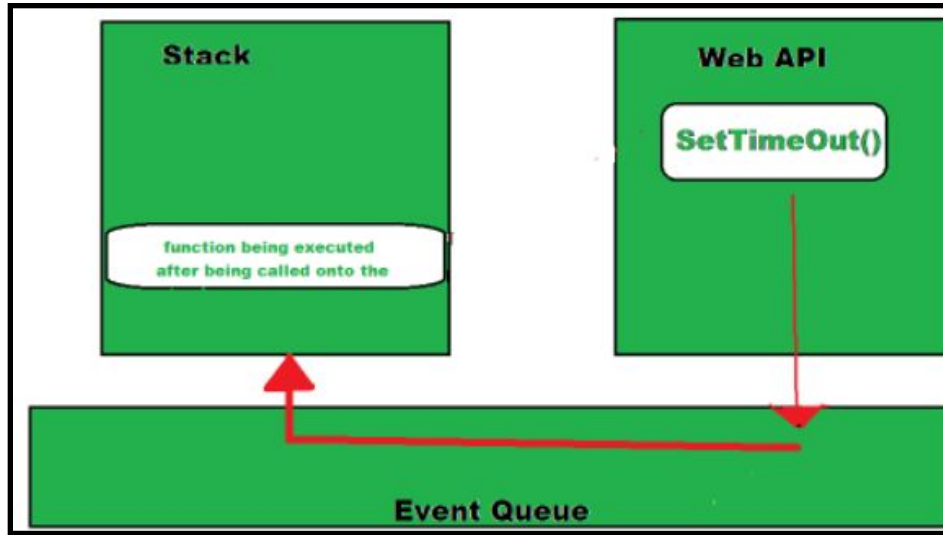 Stack
Web API
SetTimeOut()
function being executed
after being called onto the
Event Queue